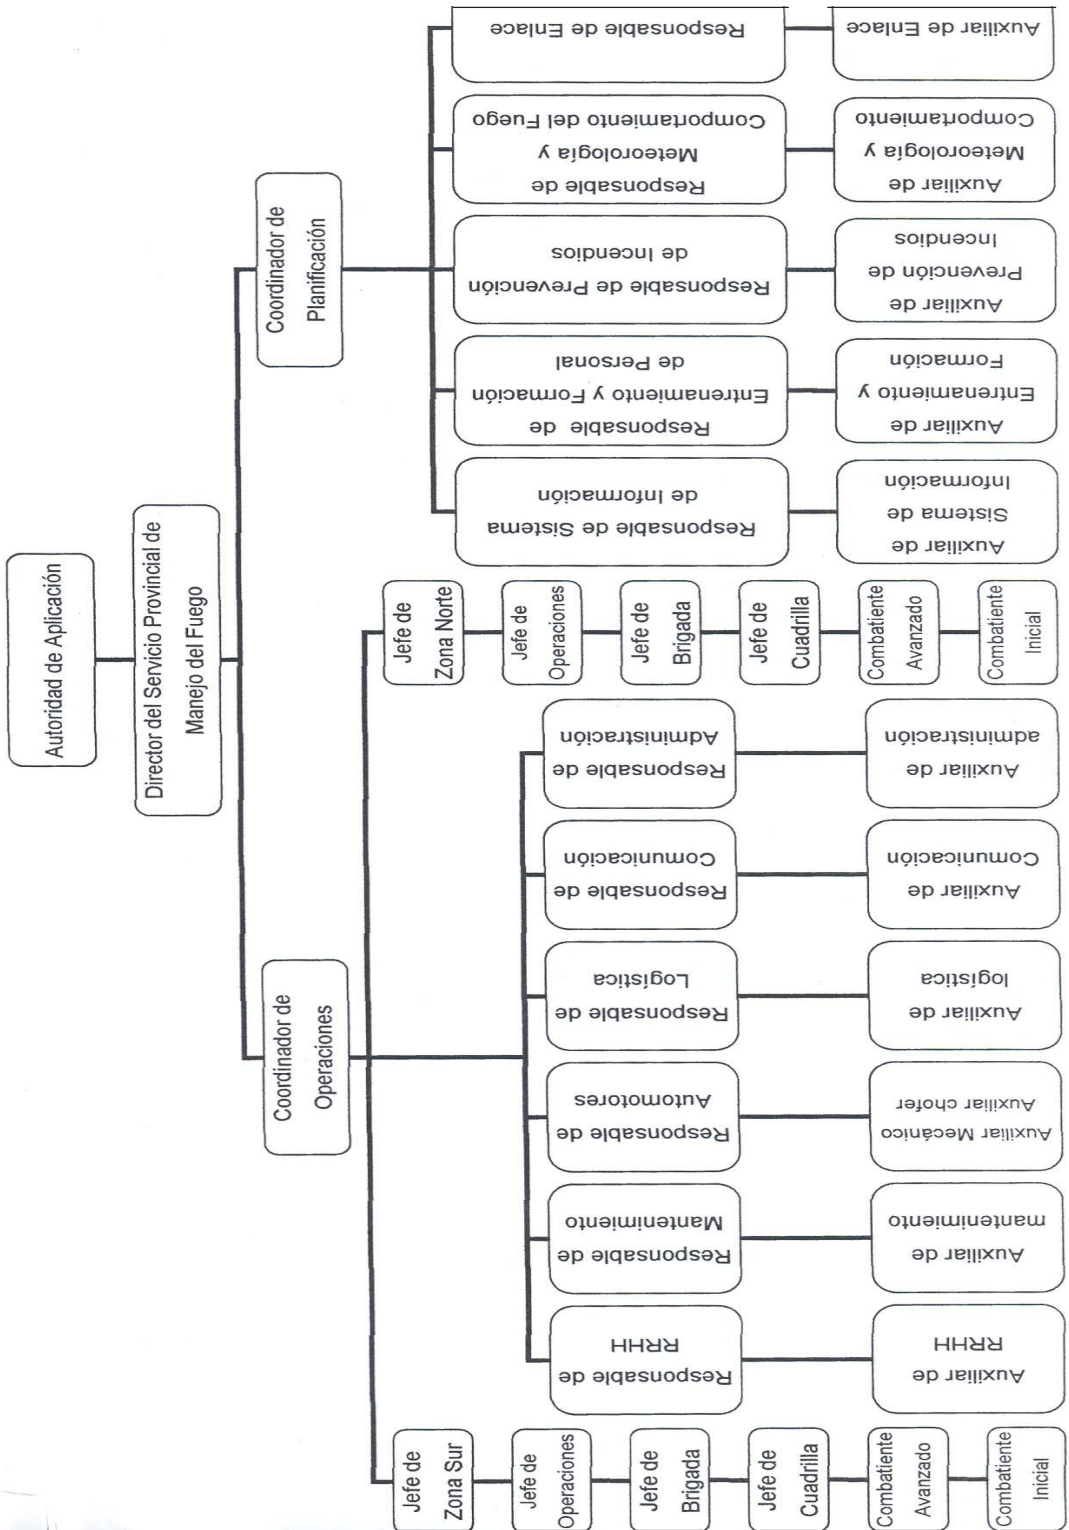 Autoridad de Aplicación
Director del Servicio Provincial de
Manejo del Fuego
Coordinador de
Operaciones
Coordinador de
Planificación
Jefe de
Zona Sur
Jefe de
Operaciones
Jefe de
Brigada
Jefe de
Cuadrilla
Combatiente
Avanzado
Combatiente
Inicial
Responsable de
RRHH
Auxiliar de
RRHH
Responsable de
Mantenimiento
Auxiliar de
mantenimiento
Responsable de
Automotores
Auxiliar Mecánico
Auxiliar chofer
Responsable de
Logística
Auxiliar de
logística
Responsable de
Comunicación
Auxiliar de
Comunicación
Responsable de
Administración
Auxiliar de
administración
Jefe de
Zona Norte
Jefe de
Operaciones
Jefe de
Brigada
Jefe de
Cuadrilla
Combatiente
Avanzado
Combatiente
Inicial
Responsable de Sistema
de Información
Auxiliar de
Sistema de
Información
Responsable de
Entrenamiento y Formación
de Personal
Auxiliar de
Entrenamiento y
Formación
Responsable de Prevención
de Incendios
Auxiliar de
Prevención de
Incendios
Responsable de
Meteorología y
Comportamiento del Fuego
Auxiliar de
Meteorología y
Comportamiento
Responsable de Enlace
Auxiliar de Enlace